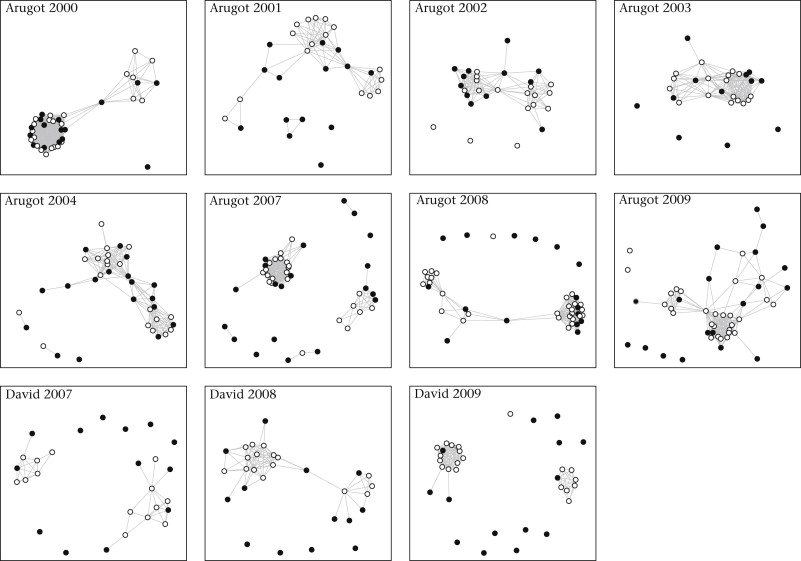 Arugot 2000
Arugot 2001
Arugot 2002
Arugot 2003
Arugot 2004
Arugot 2007
Arugot 2008
Arugot 2009
David 2007
David 2008
David 2009